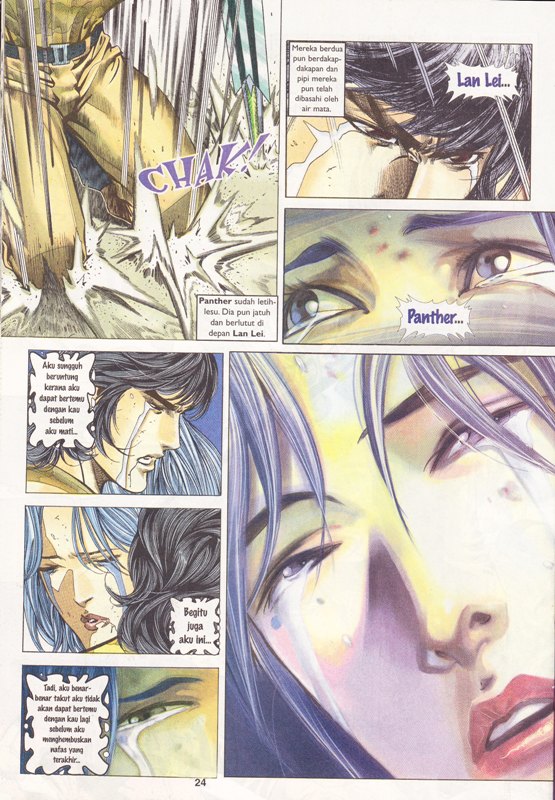 CHAK!
Panther sudah letih-
lesu. Dia pun jatuh
dan berlutut di
depan Lan Lei.
Mereka berdua
pun berdakap-
dakapan dan
pipi mereka
pun telah
dibasahi oleh
air mata.
Lan Lei...
Panther...
Aku sungguh
beruntung
kerana aku
dapat bertemu
dengan kau
sebelum
aku mati...
Begitu
juga
aku ini...
Tadi, aku benar-
benar takut aku tidak
akan dapat bertemu
dengan kau lagi
sebelum aku
menghembuskan
nafas yang
terakhir...
24